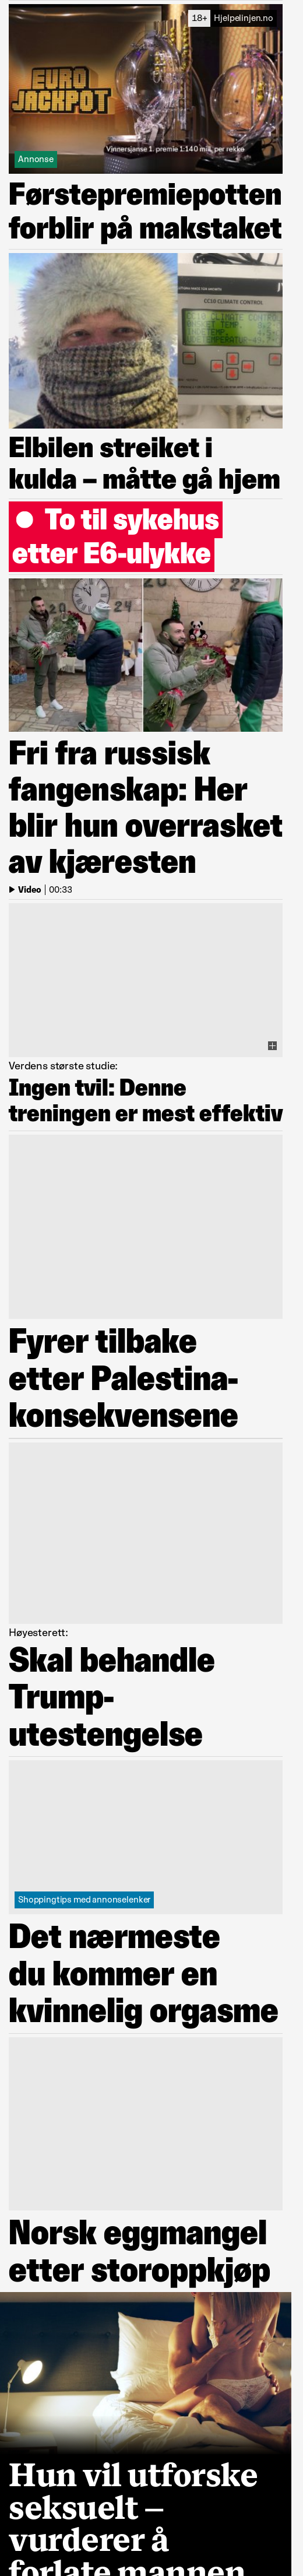 18+ Hjelpelinjen.no
EURO
JACKPOT
Vinnersjanse 1. premie 1:140 mill. per rekke
Annonse
Førstepremiepotten
forblir på makstaket
CC10 CLIMATE CONTROL
Elbilen streiket i
kulda – måtte gå hjem
To til sykehus
etter E6-ulykke
20 24
Fri fra russisk
fangenskap: Her
blir hun overrasket
av kjæresten
Video | 00:33
Verdens største studie:
Ingen tvil: Denne
treningen er mest effektiv
Fyrer tilbake
etter Palestina-
konsekvensene
Høyesterett:
Skal behandle
Trump-
utestengelse
Shoppingtips med annonselenker
Det nærmeste
du kommer en
kvinnelig orgasme
Norsk eggmangel
etter storoppkjøp
Hun vil utforske
seksuelt –
vurderer å
forlate mannen